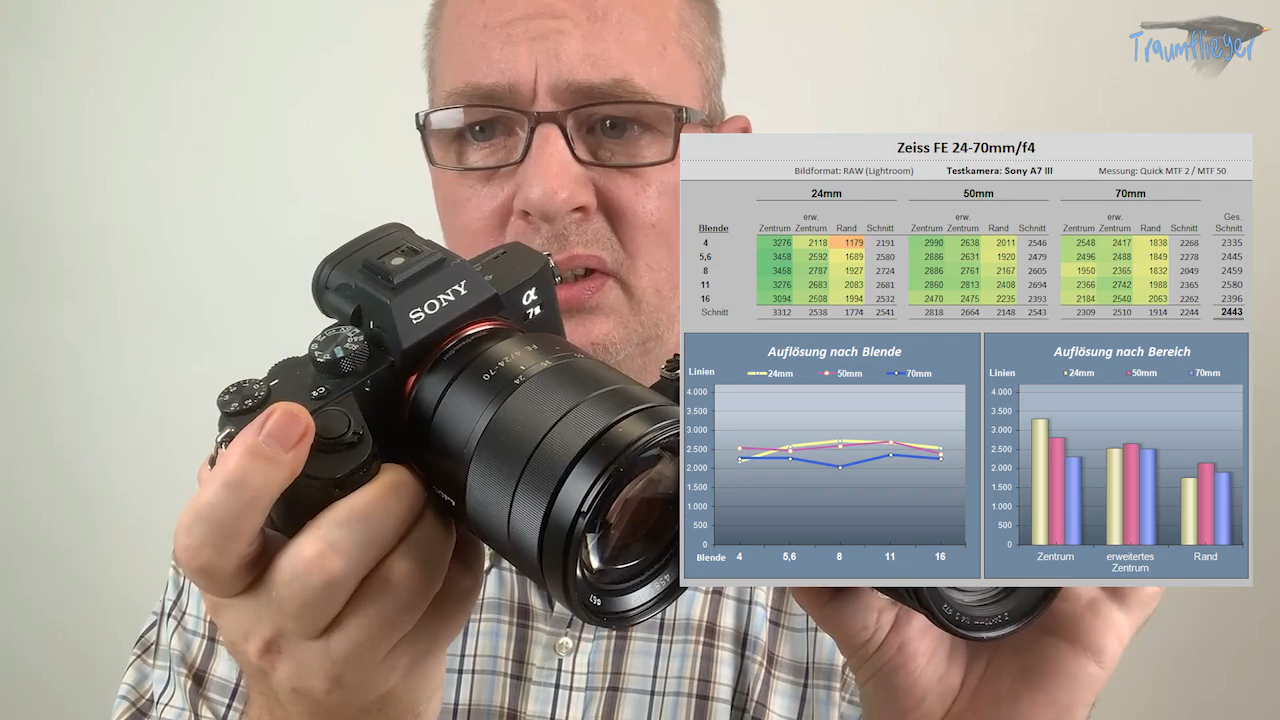 Traumflieger
Zeiss FE 24-70mm/f4
Bildformat: RAW (Lightroom) Testkamera: Sony A7 III Messung: Quick MTF 2 / MTF 50
24mm 50mm 70mm
erw. erw. erw. Ges.
Blende Zentrum Zentrum Rand Schnitt Zentrum Zentrum Rand Schnitt Zentrum Zentrum Rand Schnitt Schnitt
4 3276 2118 1179 2191 2990 2638 2011 2546 2548 2417 1838 2268 2335
5,6 3458 2592 1689 2580 2886 2631 1920 2479 2496 2488 1849 2278 2445
8 3458 2787 1927 2724 2886 2761 2167 2605 1950 2365 1832 2049 2459
11 3276 2683 2083 2681 2860 2813 2408 2694 2366 2742 1988 2365 2580
16 3094 2508 1994 2532 2470 2475 2235 2393 2184 2540 2063 2262 2396
Schnitt 3312 2538 1774 2541 2818 2664 2148 2543 2309 2510 1914 2244 2443
Auflösung nach Blende
Linien 24mm 50mm 70mm
4.000
3.500
3.000
2.500
2.000
1.500
1.000
500
0
Blende 4 5,6 8 11 16
Auflösung nach Bereich
Linien 24mm 50mm 70mm
4.000
3.500
3.000
2.500
2.000
1.500
1.000
500
0
Zentrum erweitertes Zentrum Rand
SONY
α
7III
FE 4/24-70
24
C2